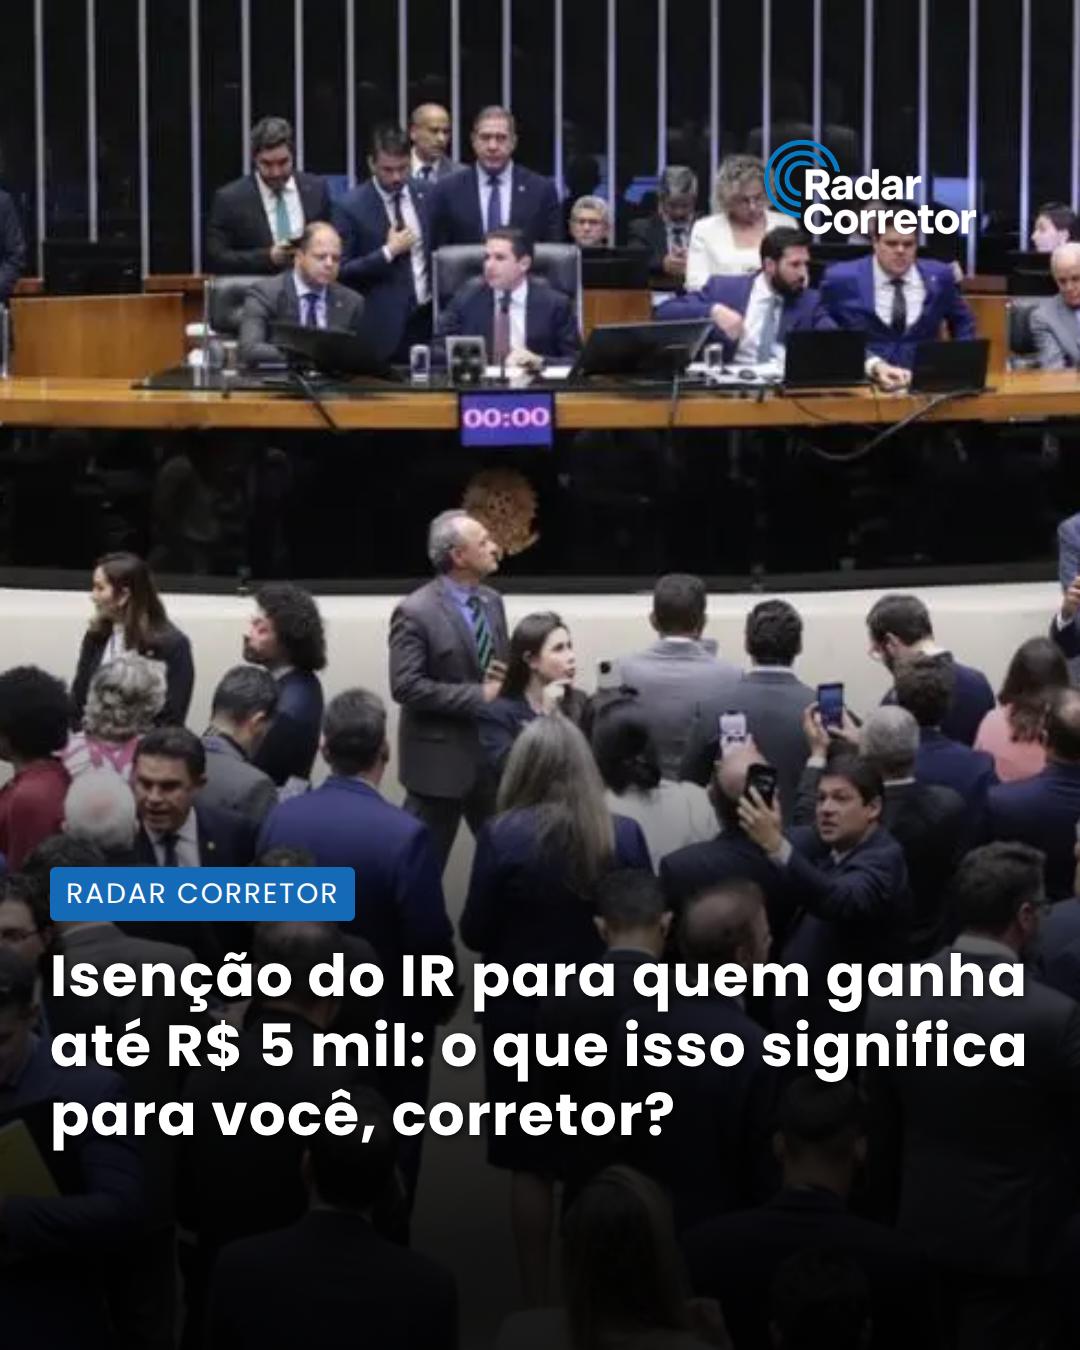 Radar
Corretor
00:00
RADAR CORRETOR
Isenção do IR para quem ganha
até R$ 5 mil: o que isso significa
para você, corretor?